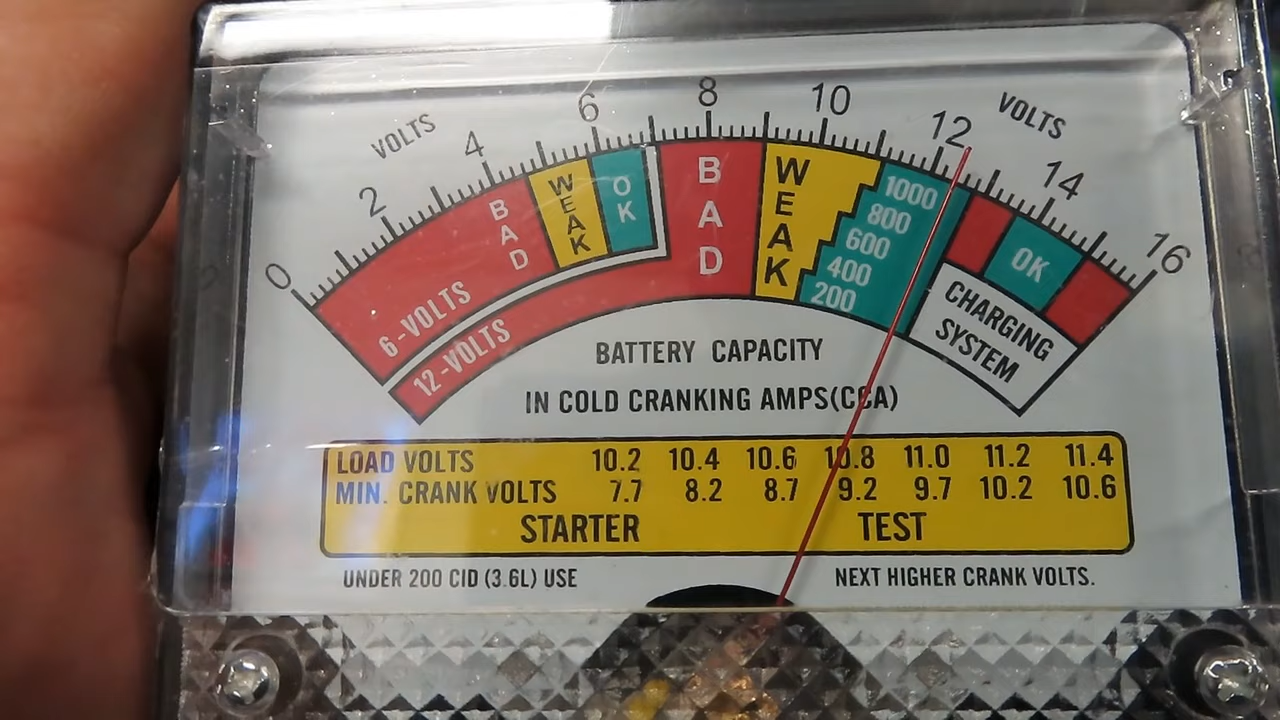 VOLTS
VOLTS
0 2 4 6 8 10 12 14 16
BAD
WEAK
OK
BAD
WEAK
1000
800
600
400
200
OK
6-VOLTS
12-VOLTS
CHARGING
SYSTEM
BATTERY CAPACITY
IN COLD CRANKING AMPS(CCA)
LOAD VOLTS 10.2 10.4 10.6 10.8 11.0 11.2 11.4
MIN. CRANK VOLTS 7.7 8.2 8.7 9.2 9.7 10.2 10.6
STARTER TEST
UNDER 200 CID (3.6L) USE NEXT HIGHER CRANK VOLTS.